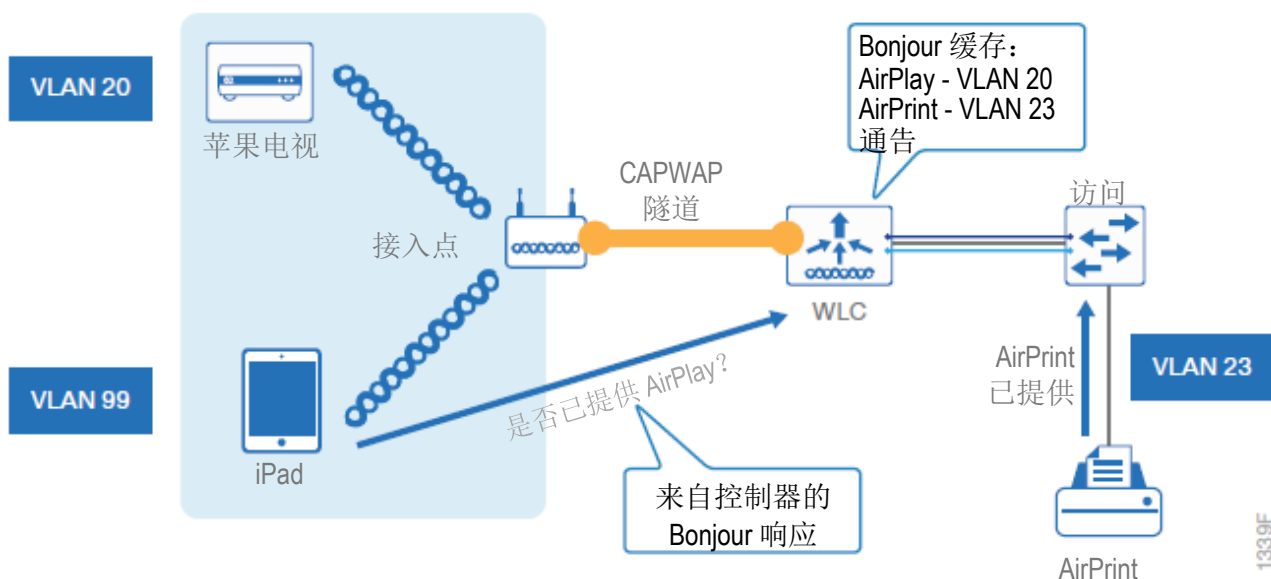 VLAN 20
苹果电视
接入点
CAPWAP
隧道
Bonjour 缓存：
AirPlay - VLAN 20
AirPrint - VLAN 23
通告
访问
WLC
VLAN 99
iPad
是否已提供 AirPlay？
来自控制器的
Bonjour 响应
AirPrint
已提供
VLAN 23
AirPrint
1339F